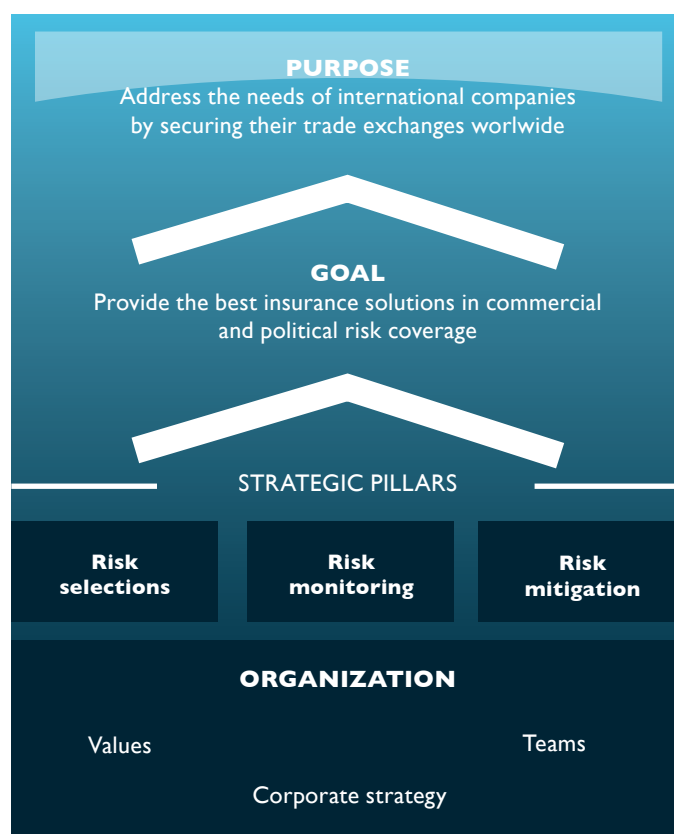 PURPOSE
Address the needs of international companies
by securing their trade exchanges worlwide
GOAL
Provide the best insurance solutions in commercial
and political risk coverage
STRATEGIC PILLARS
Risk
selections
Risk
monitoring
Risk
mitigation
ORGANIZATION
Values
Teams
Corporate strategy